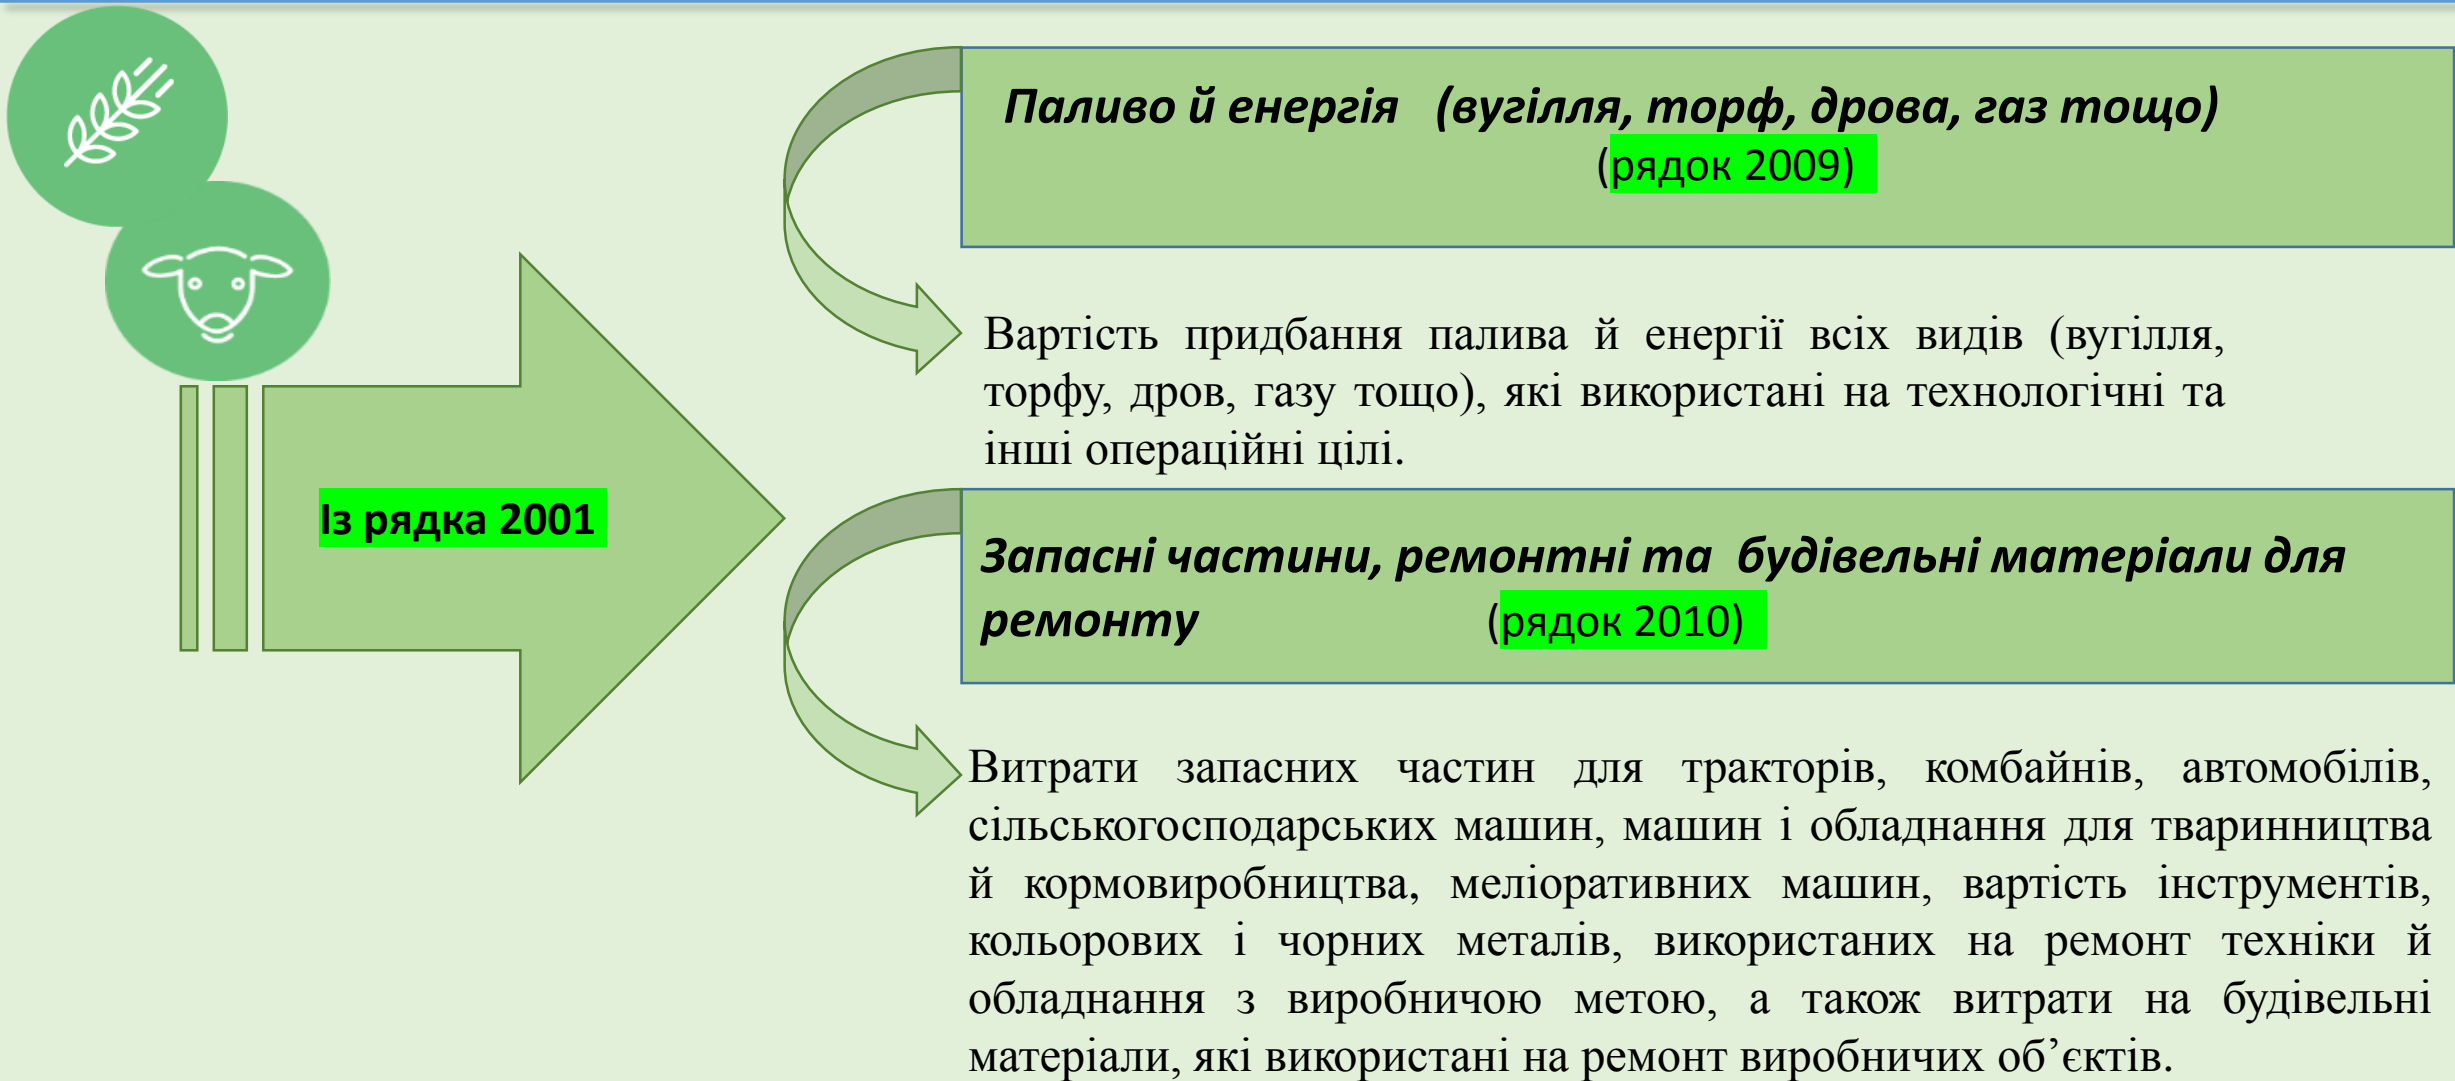 Паливо й енергія (вугілля, торф, дрова, газ тощо)
(рядок 2009)
Вартість придбання палива й енергії всіх видів (вугілля,
торфу, дров, газу тощо), які використані на технологічні та
інші операційні цілі.
Із рядка 2001
Запасні частини, ремонтні та будівельні матеріали для
ремонту (рядок 2010)
Витрати запасних частин для тракторів, комбайнів, автомобілів,
сільськогосподарських машин, машин і обладнання для тваринництва
й кормовиробництва, меліоративних машин, вартість інструментів,
кольорових і чорних металів, використаних на ремонт техніки й
обладнання з виробничою метою, а також витрати на будівельні
матеріали, які використані на ремонт виробничих об’єктів.